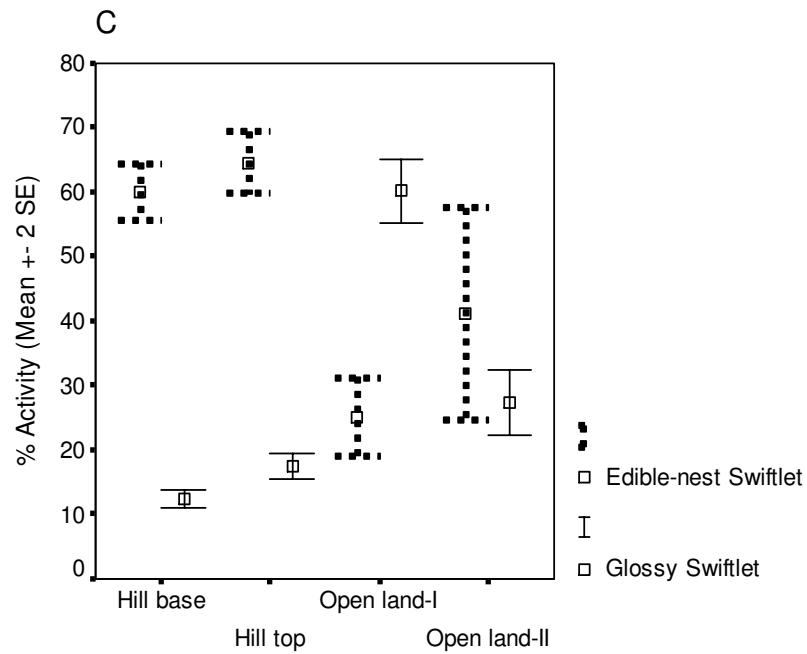 C
% Activity (Mean +- 2 SE)
80
70
60
50
40
30
20
10
0
Hill base
Open land-I
Hill top
Open land-II
Edible-nest Swiftlet
Glossy Swiftlet